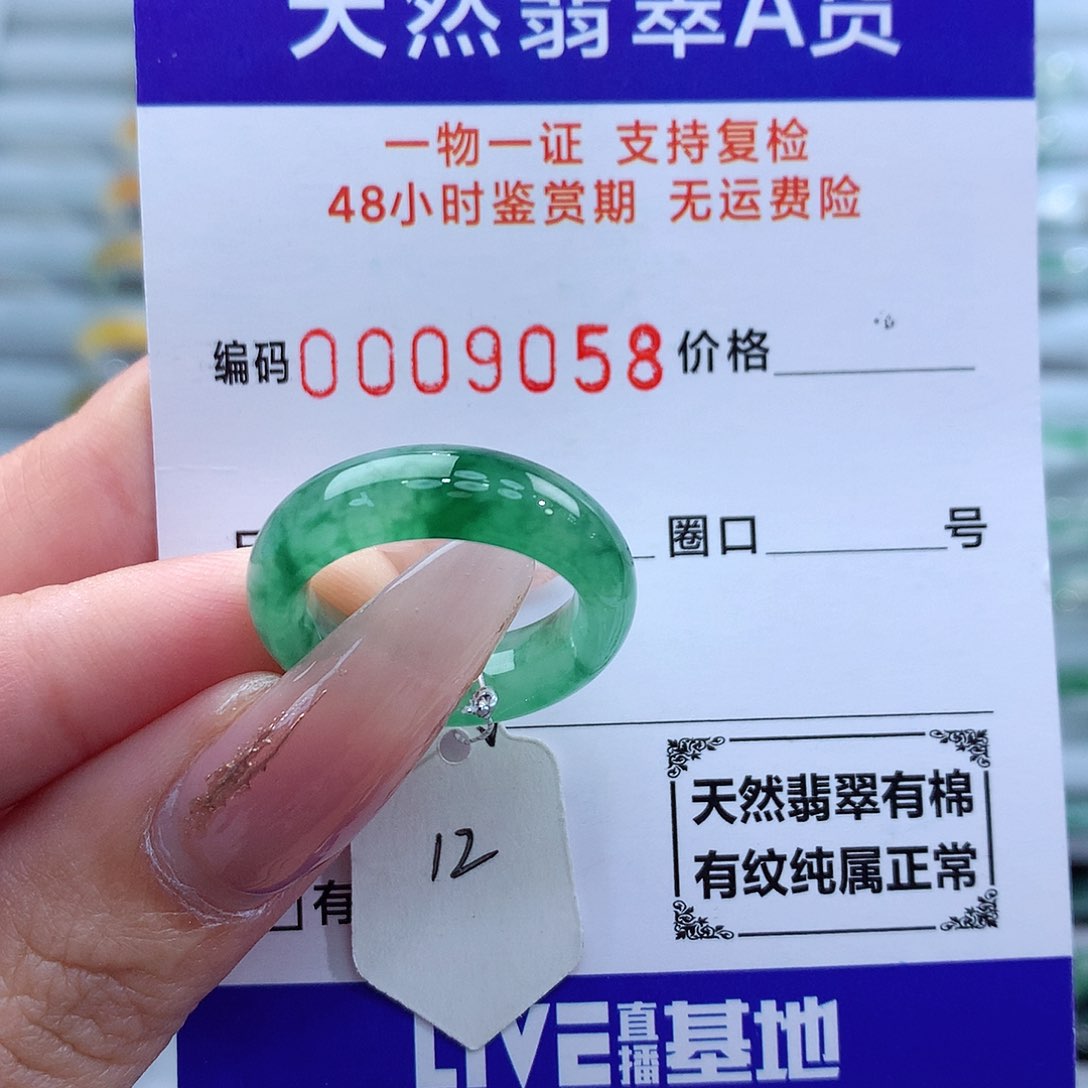 天然翡翠A货
一物一证 支持复检
48小时鉴赏期 无运费险
编码0009058价格
圈口 号
12
天然翡翠有棉
有纹纯属正常
有
LIVE直播基地